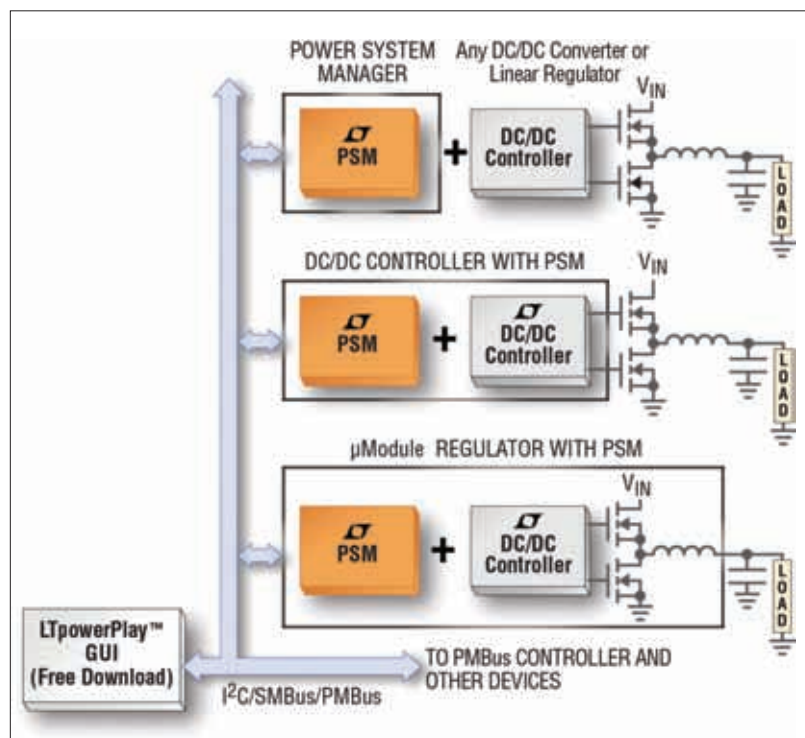 POWER SYSTEM
MANAGER
Any DC/DC Converter or
Linear Regulator
PSM
+
DC/DC
Controller
VIN
LOAD
DC/DC CONTROLLER WITH PSM
PSM
+
DC/DC
Controller
VIN
LOAD
µModule REGULATOR WITH PSM
PSM
+
DC/DC
Controller
VIN
LOAD
LTpowerPlay™
GUI
(Free Download)
I²C/SMBus/PMBus
TO PMBus CONTROLLER AND
OTHER DEVICES